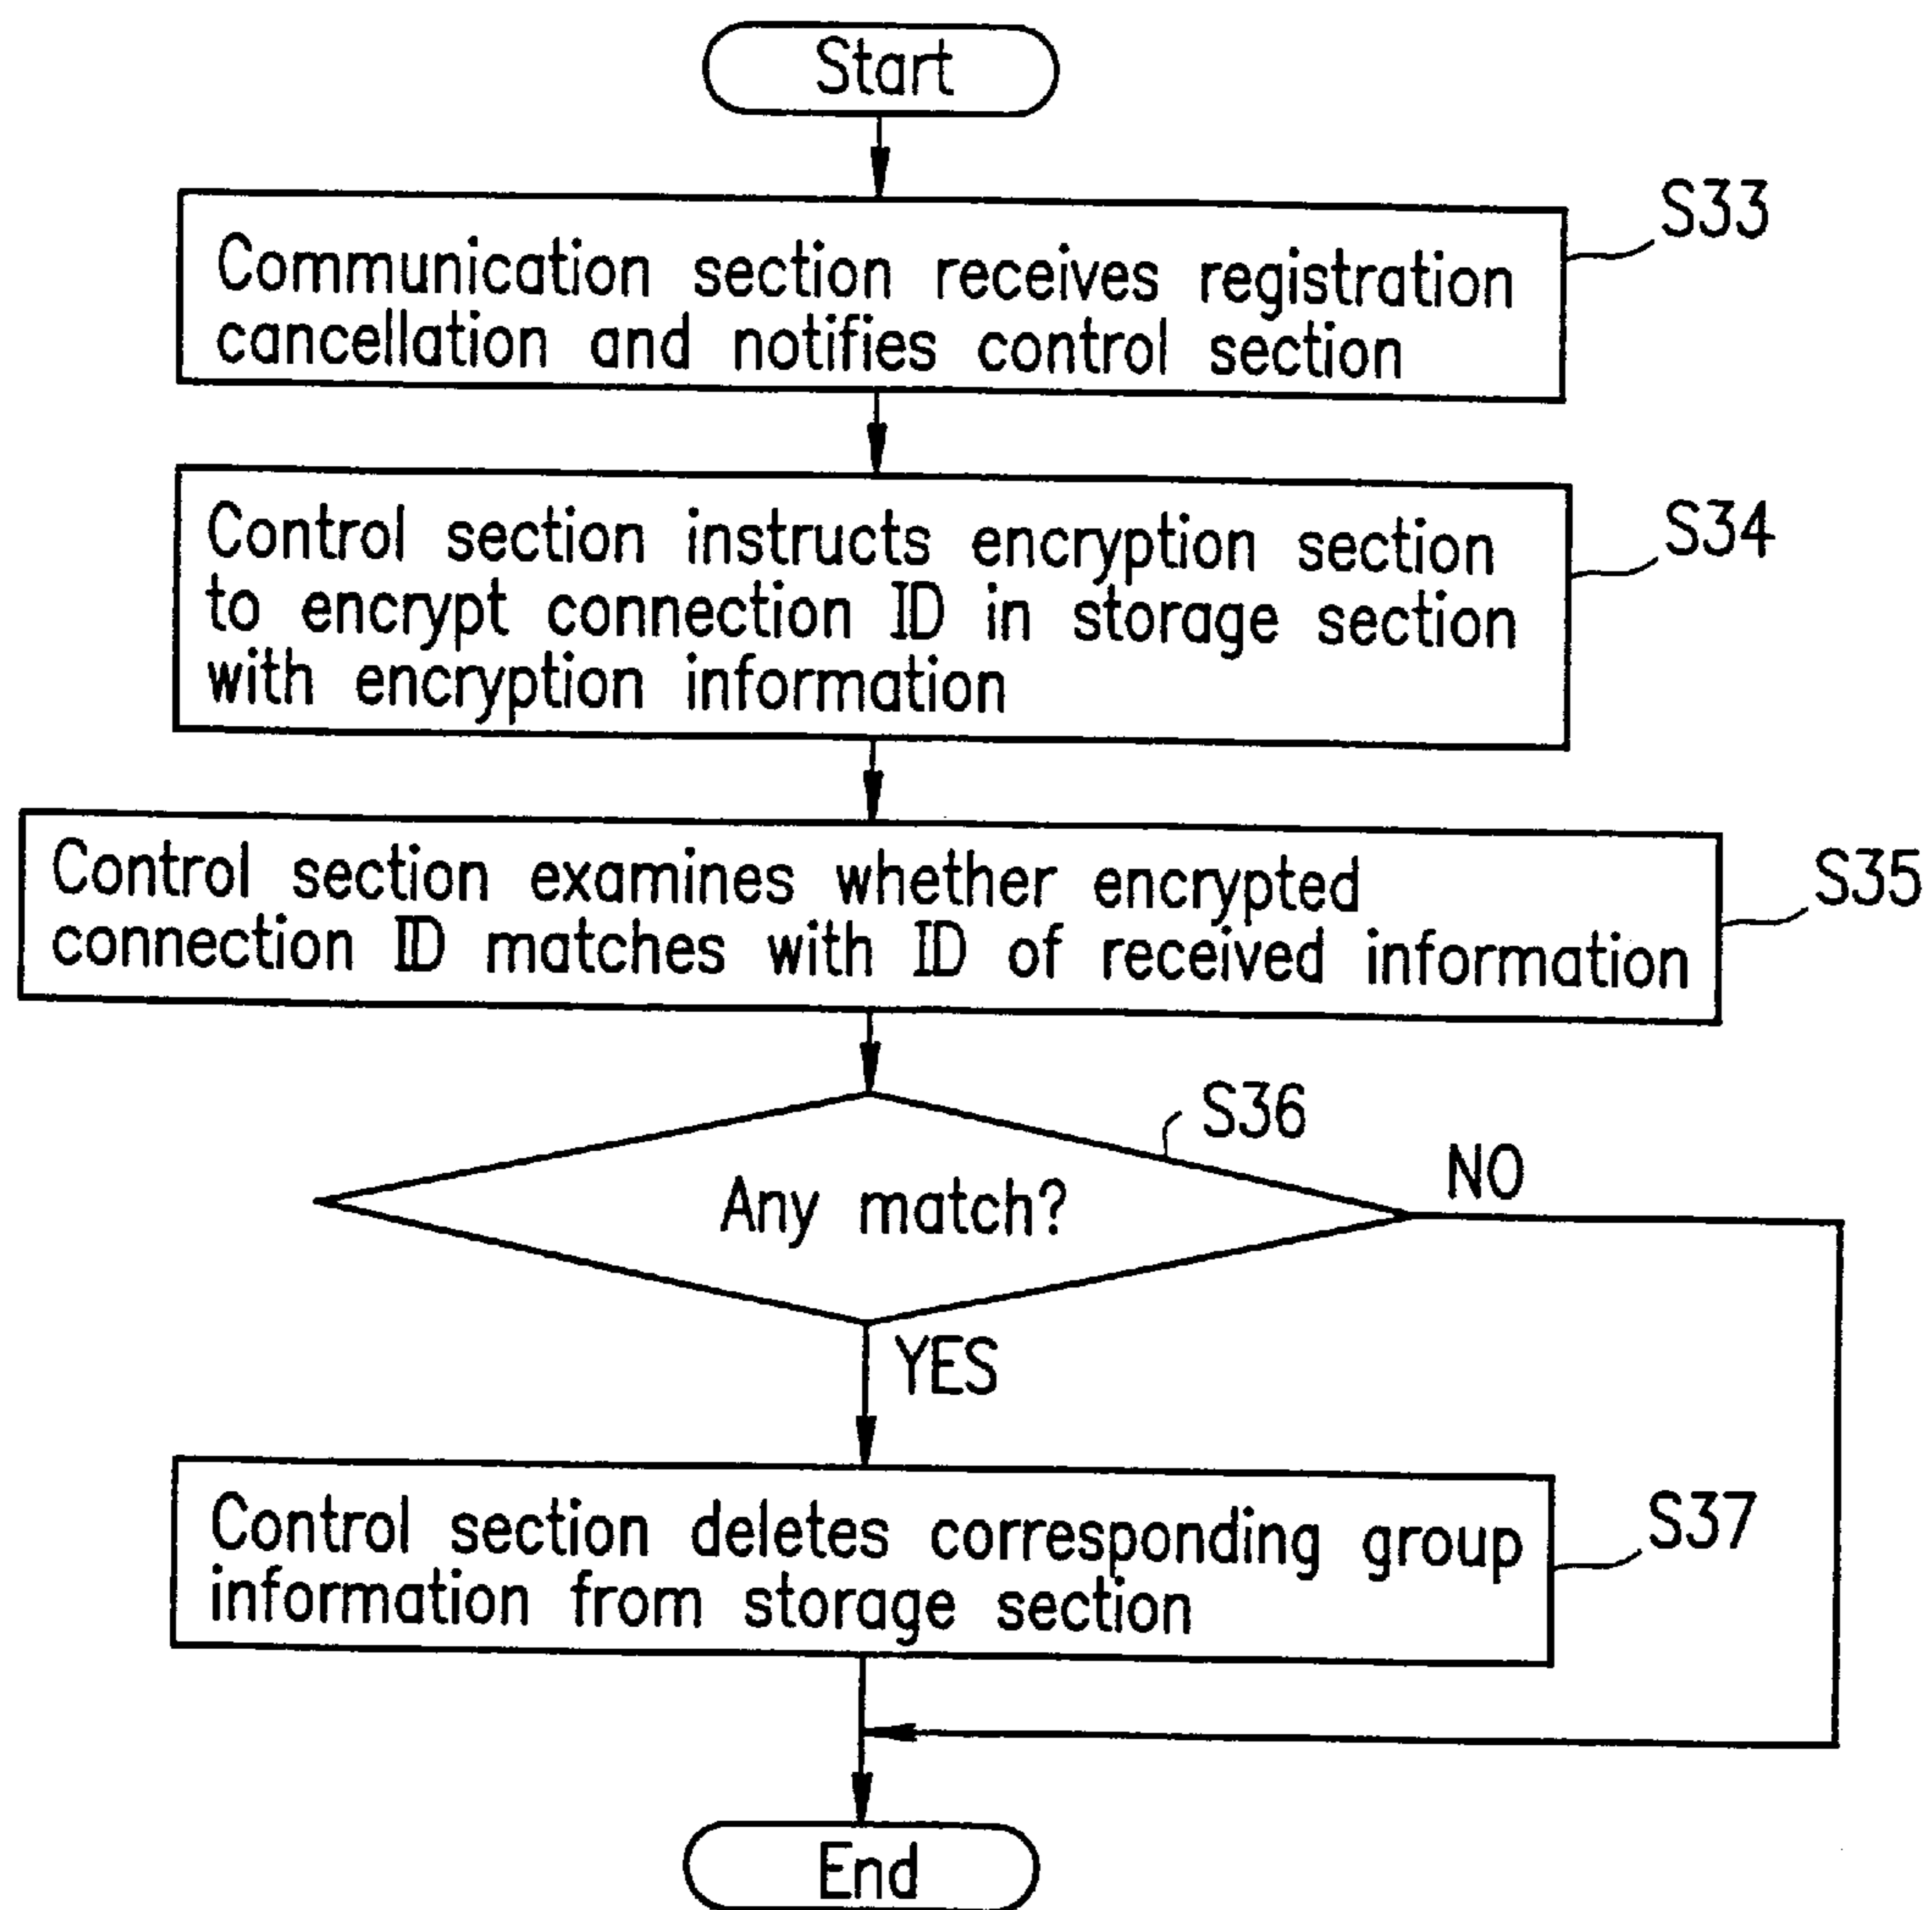 Start
S33
Communication section receives registration
cancellation and notifies control section
S34
Control section instructs encryption section
to encrypt connection ID in storage section
with encryption information
S35
Control section examines whether encrypted
connection ID matches with ID of received information
S36
Any match?
NO
YES
S37
Control section deletes corresponding group
information from storage section
End